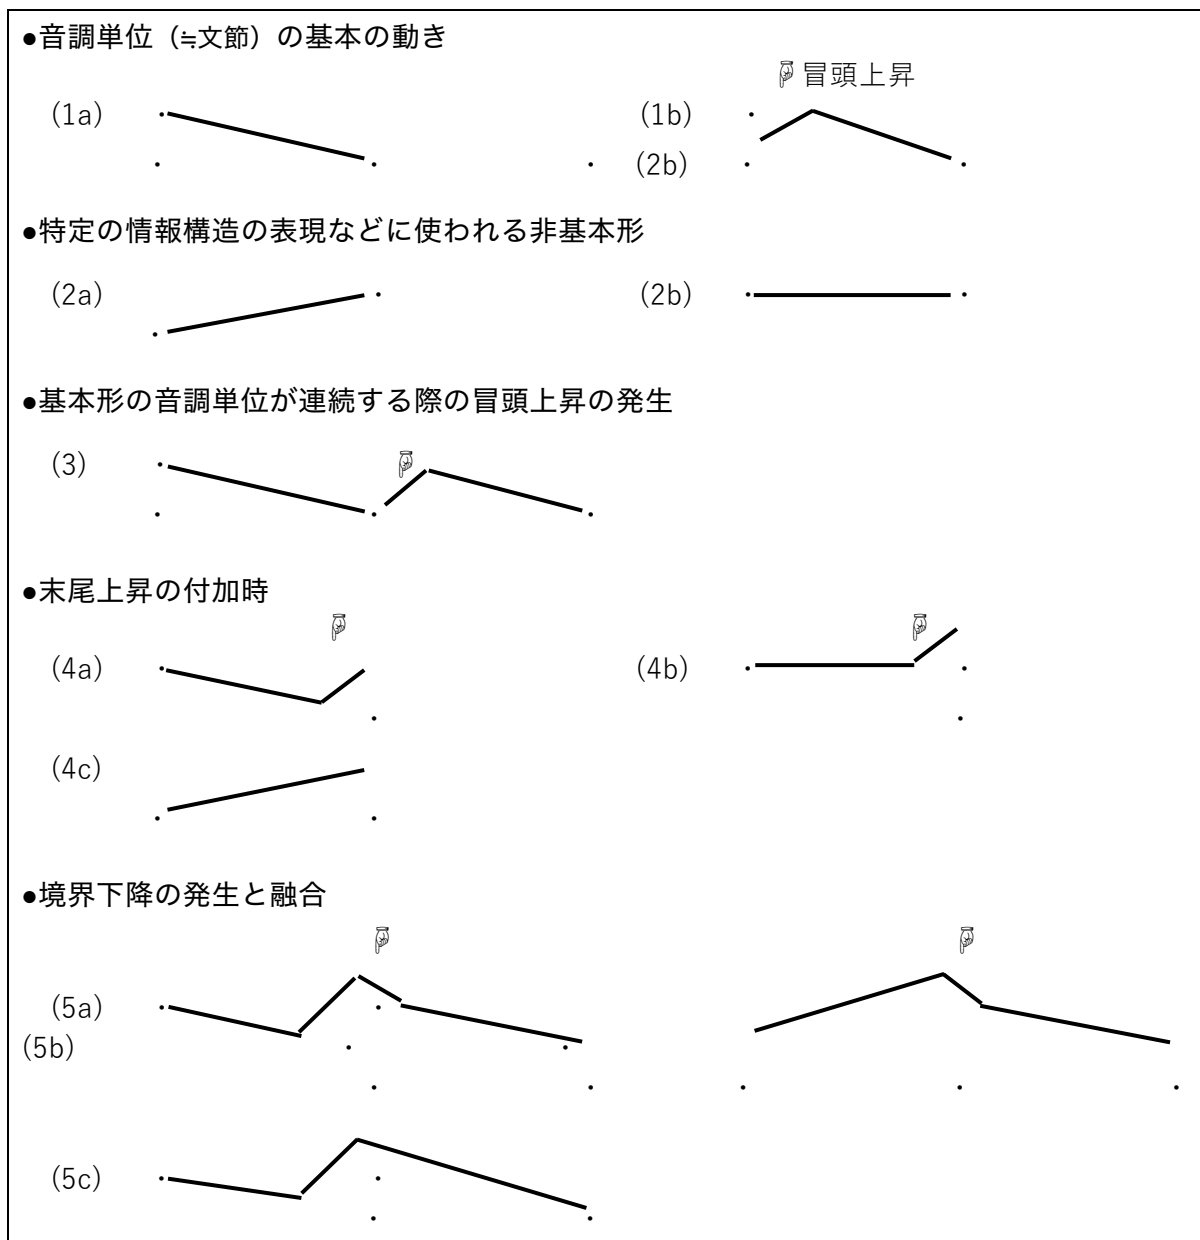 ●音調単位（≒文節）の基本の動き
☟冒頭上昇
(1a) (1b)
(2b)
●特定の情報構造の表現などに使われる非基本形
(2a) (2b)
●基本形の音調単位が連続する際の冒頭上昇の発生
☟
(3)
●末尾上昇の付加時
☟ ☟
(4a) (4b)
(4c)
●境界下降の発生と融合
☟ ☟
(5a)
(5b)
(5c)